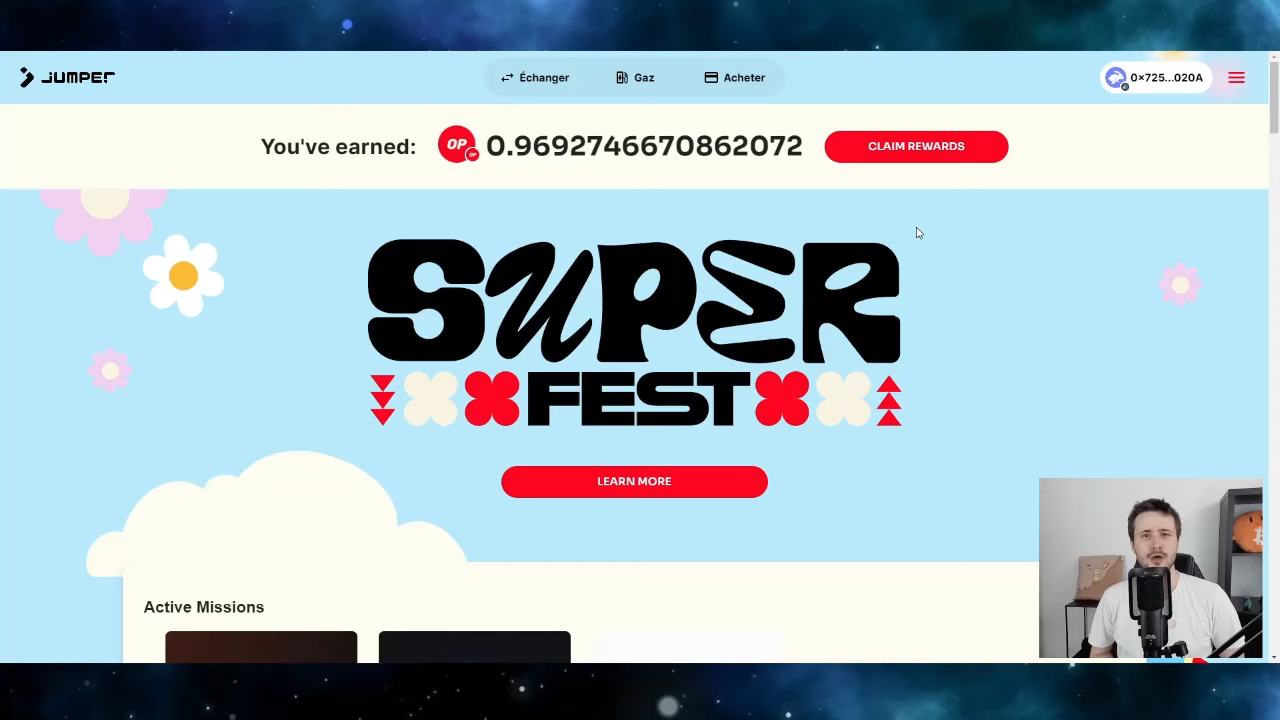 JUMPER
Échanger
Gaz
Acheter
0×725...020A
You've earned:
OP
OP
0.9692746670862072
CLAIM REWARDS
SUPER
FEST
LEARN MORE
Active Missions